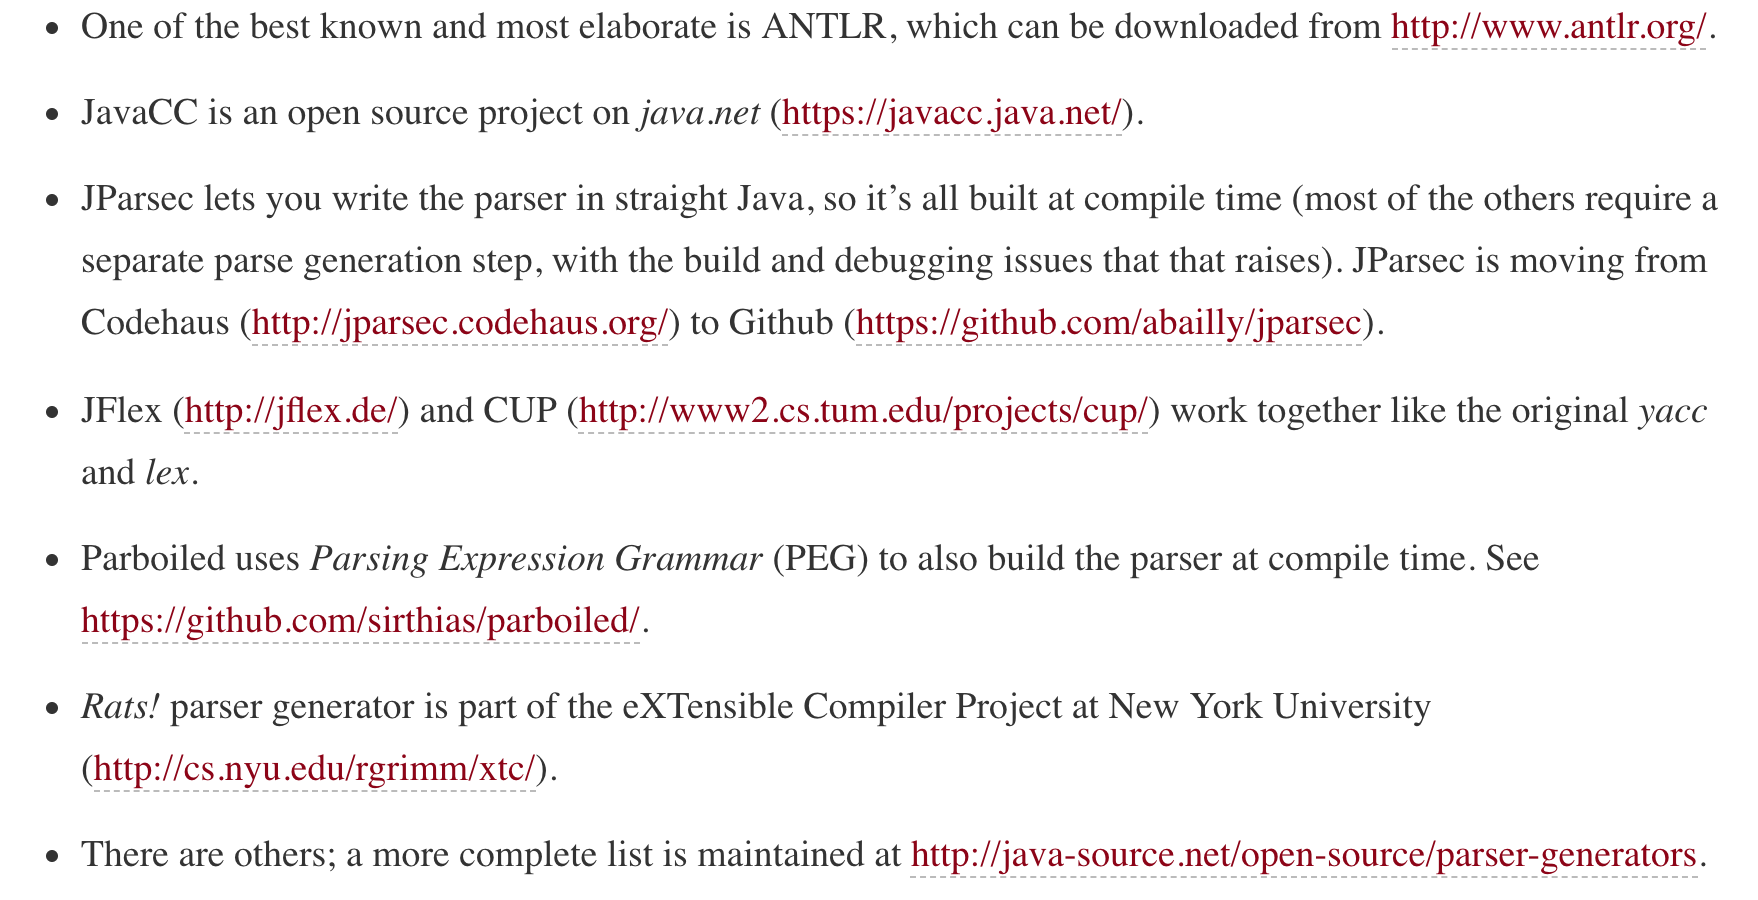 • One of the best known and most elaborate is ANTLR, which can be downloaded from http://www.antlr.org/.
• JavaCC is an open source project on java.net (https://javacc.java.net/).
• JParsec lets you write the parser in straight Java, so it’s all built at compile time (most of the others require a
separate parse generation step, with the build and debugging issues that that raises). JParsec is moving from
Codehaus (http://jparsec.codehaus.org/) to Github (https://github.com/abailly/jparsec).
• JFlex (http://jflex.de/) and CUP (http://www2.cs.tum.edu/projects/cup/) work together like the original yacc
and lex.
• Parboiled uses Parsing Expression Grammar (PEG) to also build the parser at compile time. See
https://github.com/sirthias/parboiled/.
• Rats! parser generator is part of the eXTensible Compiler Project at New York University
(http://cs.nyu.edu/rgrimm/xtc/).
• There are others; a more complete list is maintained at http://java-source.net/open-source/parser-generators.